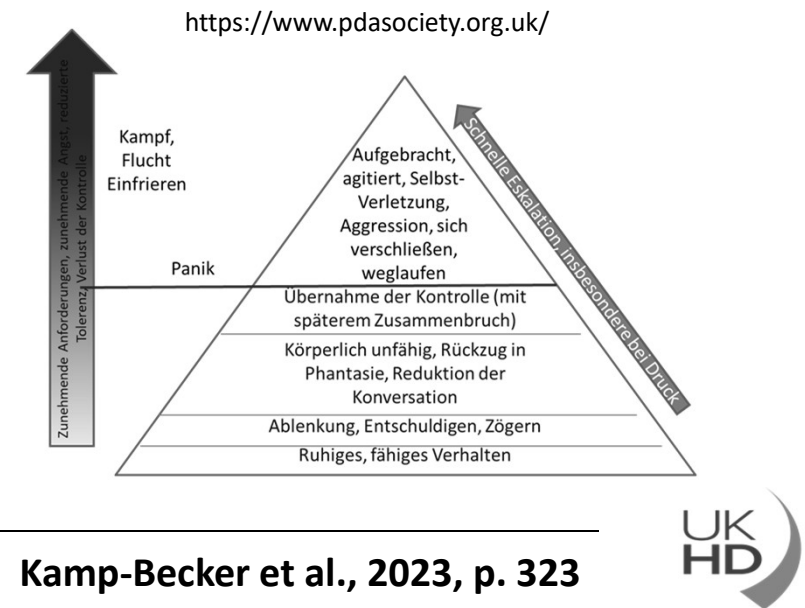 https://www.pdasociety.org.uk/
Zunehmende Anforderungen, zunehmende Angst, reduzierte
Tolerenz, Verlust der Kontrolle
Kampf,
Flucht
Einfrieren
Panik
Aufgebracht,
agitiert, Selbst-
Verletzung,
Aggression, sich
verschließen,
weglaufen
Übernahme der Kontrolle (mit
späterem Zusammenbruch)
Körperlich unfähig, Rückzug in
Phantasie, Reduktion der
Konversation
Ablenkung, Entschuldigen, Zögern
Ruhiges, fähiges Verhalten
Schnelle Eskalation, insbesondere bei Druck
Kamp-Becker et al., 2023, p. 323
UK
HD